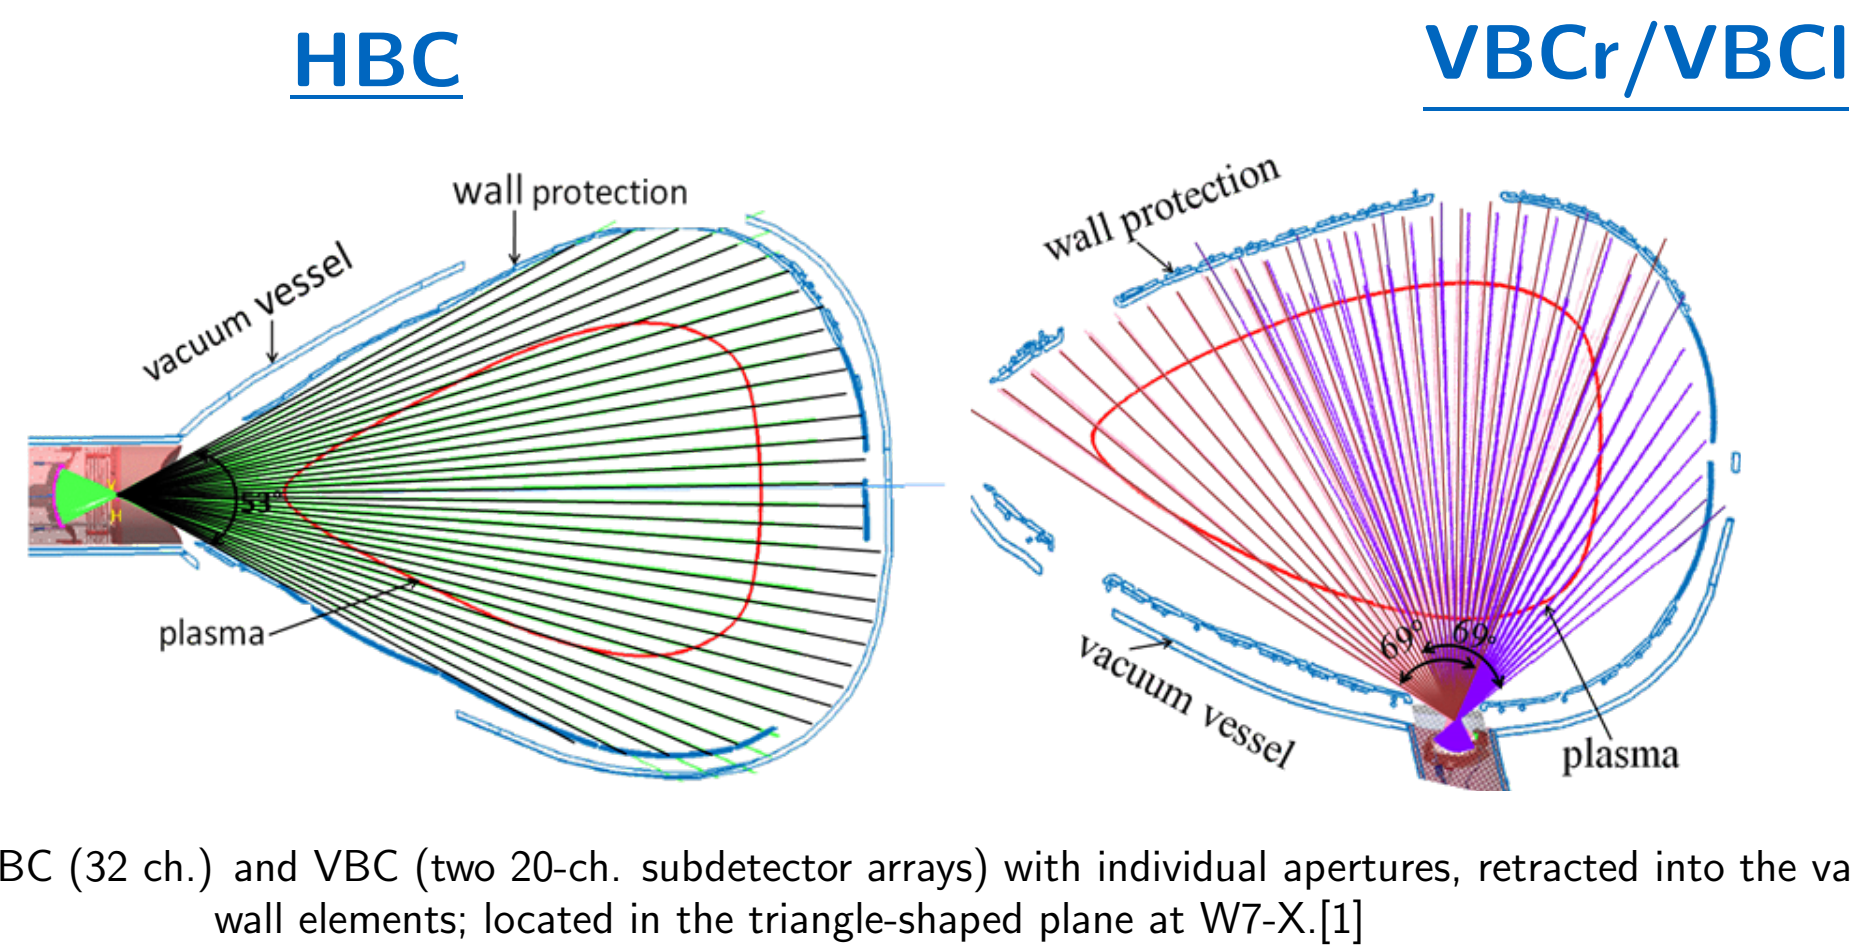 HBC
VBCr/VBCl
wall protection
vacuum vessel
53°
plasma
wall protection
69°
69°
vacuum vessel
plasma
BC (32 ch.) and VBC (two 20-ch. subdetector arrays) with individual apertures, retracted into the va
wall elements; located in the triangle-shaped plane at W7-X.[1]